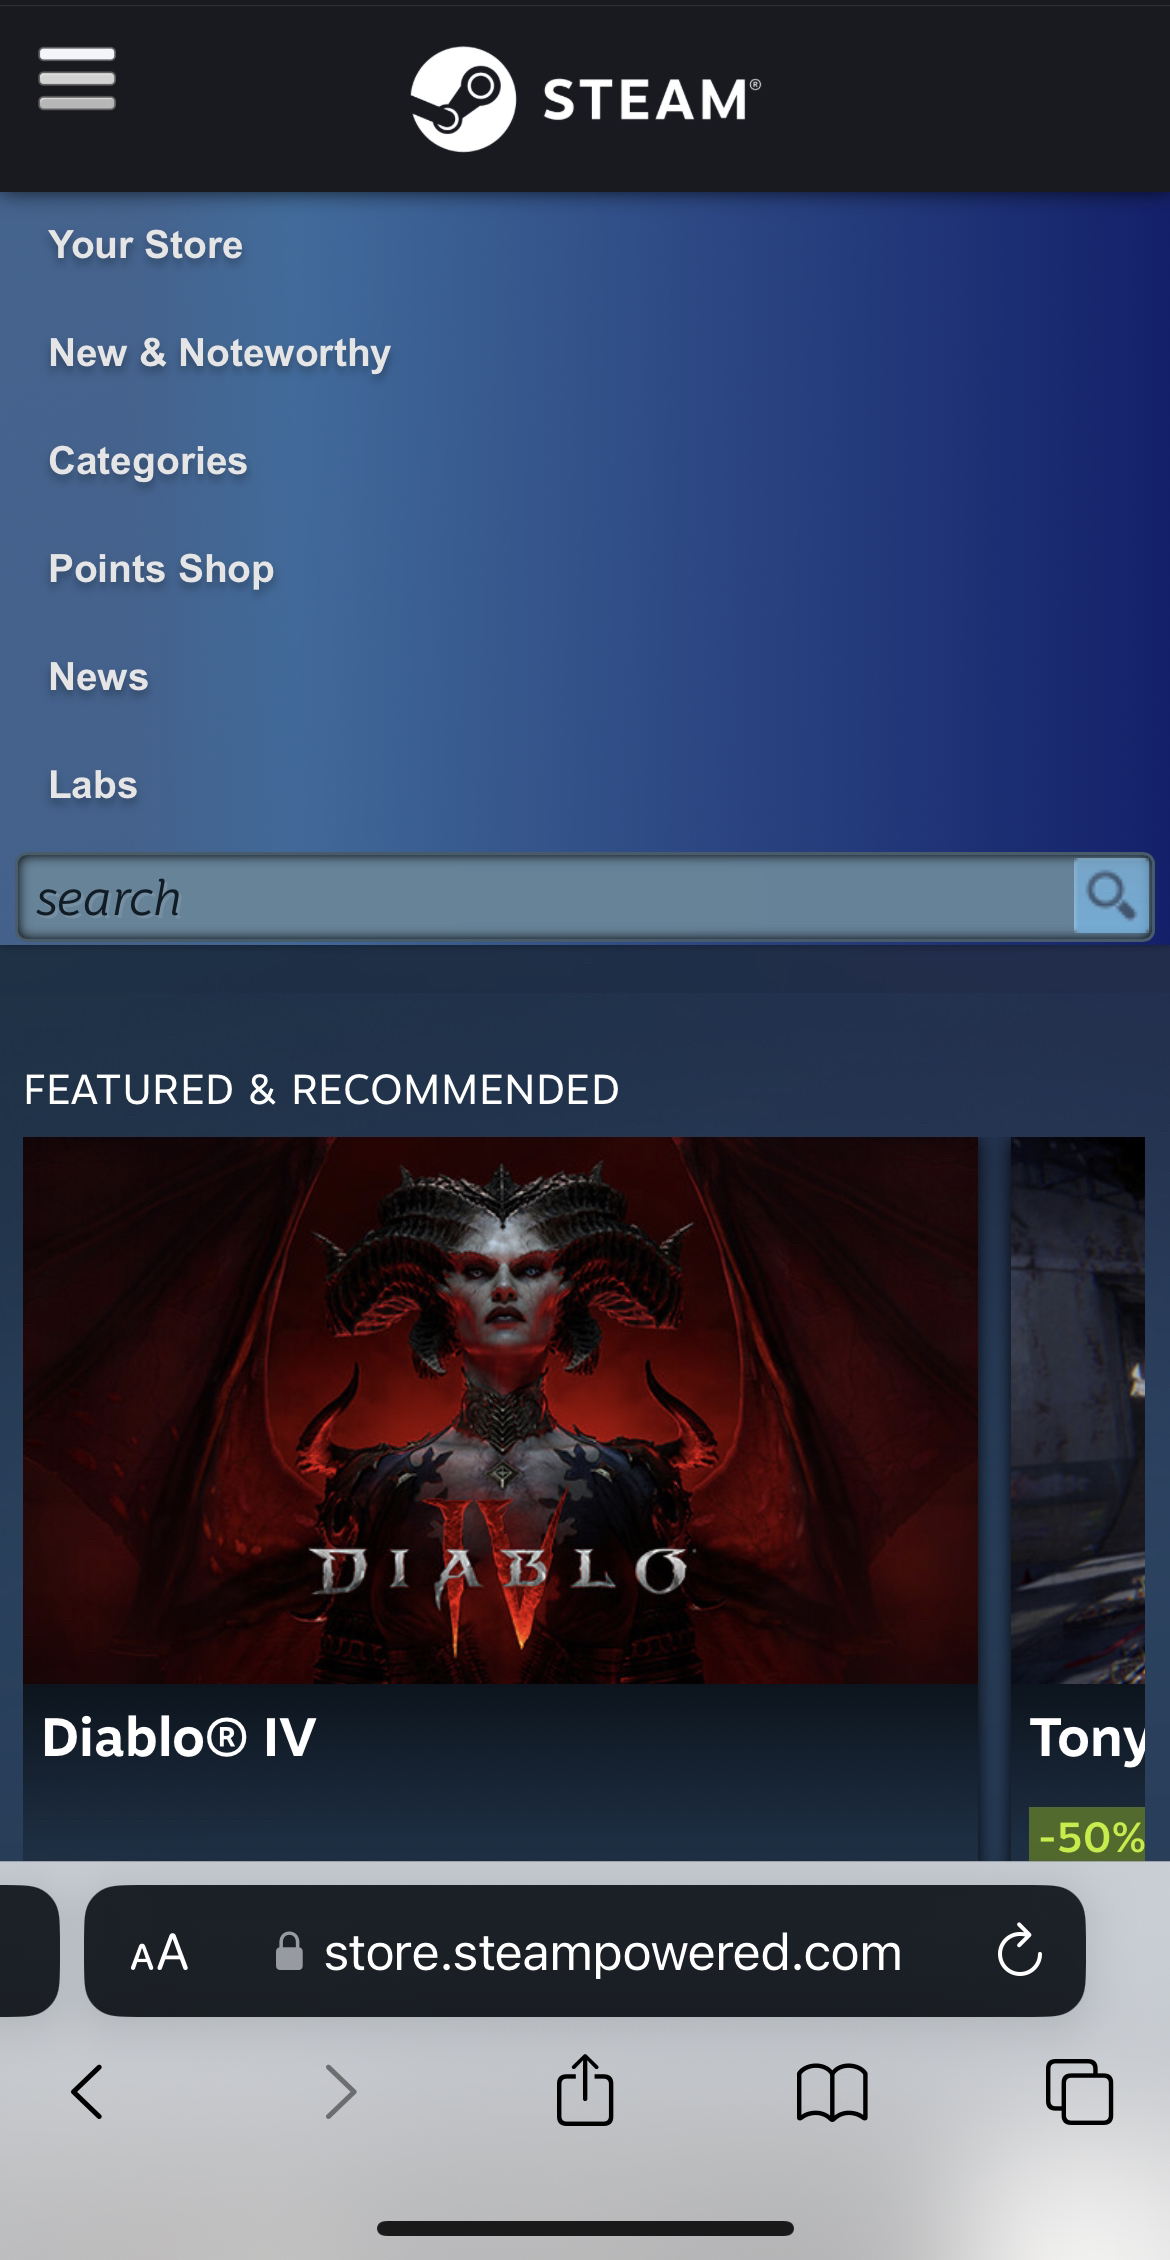 STEAM®
Your Store
New & Noteworthy
Categories
Points Shop
News
Labs
search
FEATURED & RECOMMENDED
DIABLO
IV
Diablo® IV
Tony
-50%
AA store.steampowered.com